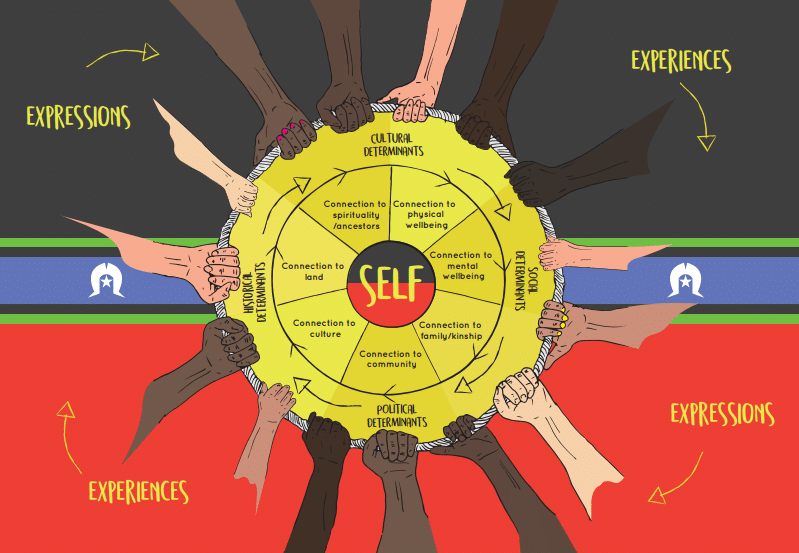 EXPERIENCES
EXPRESSIONS
CULTURAL
DETERMINANTS
Connection to
spirituality
/ancestors
Connection to
physical
wellbeing
Connection to
land
SELF
Connection to
mental
wellbeing
HISTORICAL
DETERMINANTS
SOCIAL
DETERMINANTS
Connection to
culture
Connection to
family/kinship
Connection to
community
POLITICAL
DETERMINANTS
EXPRESSIONS
EXPERIENCES